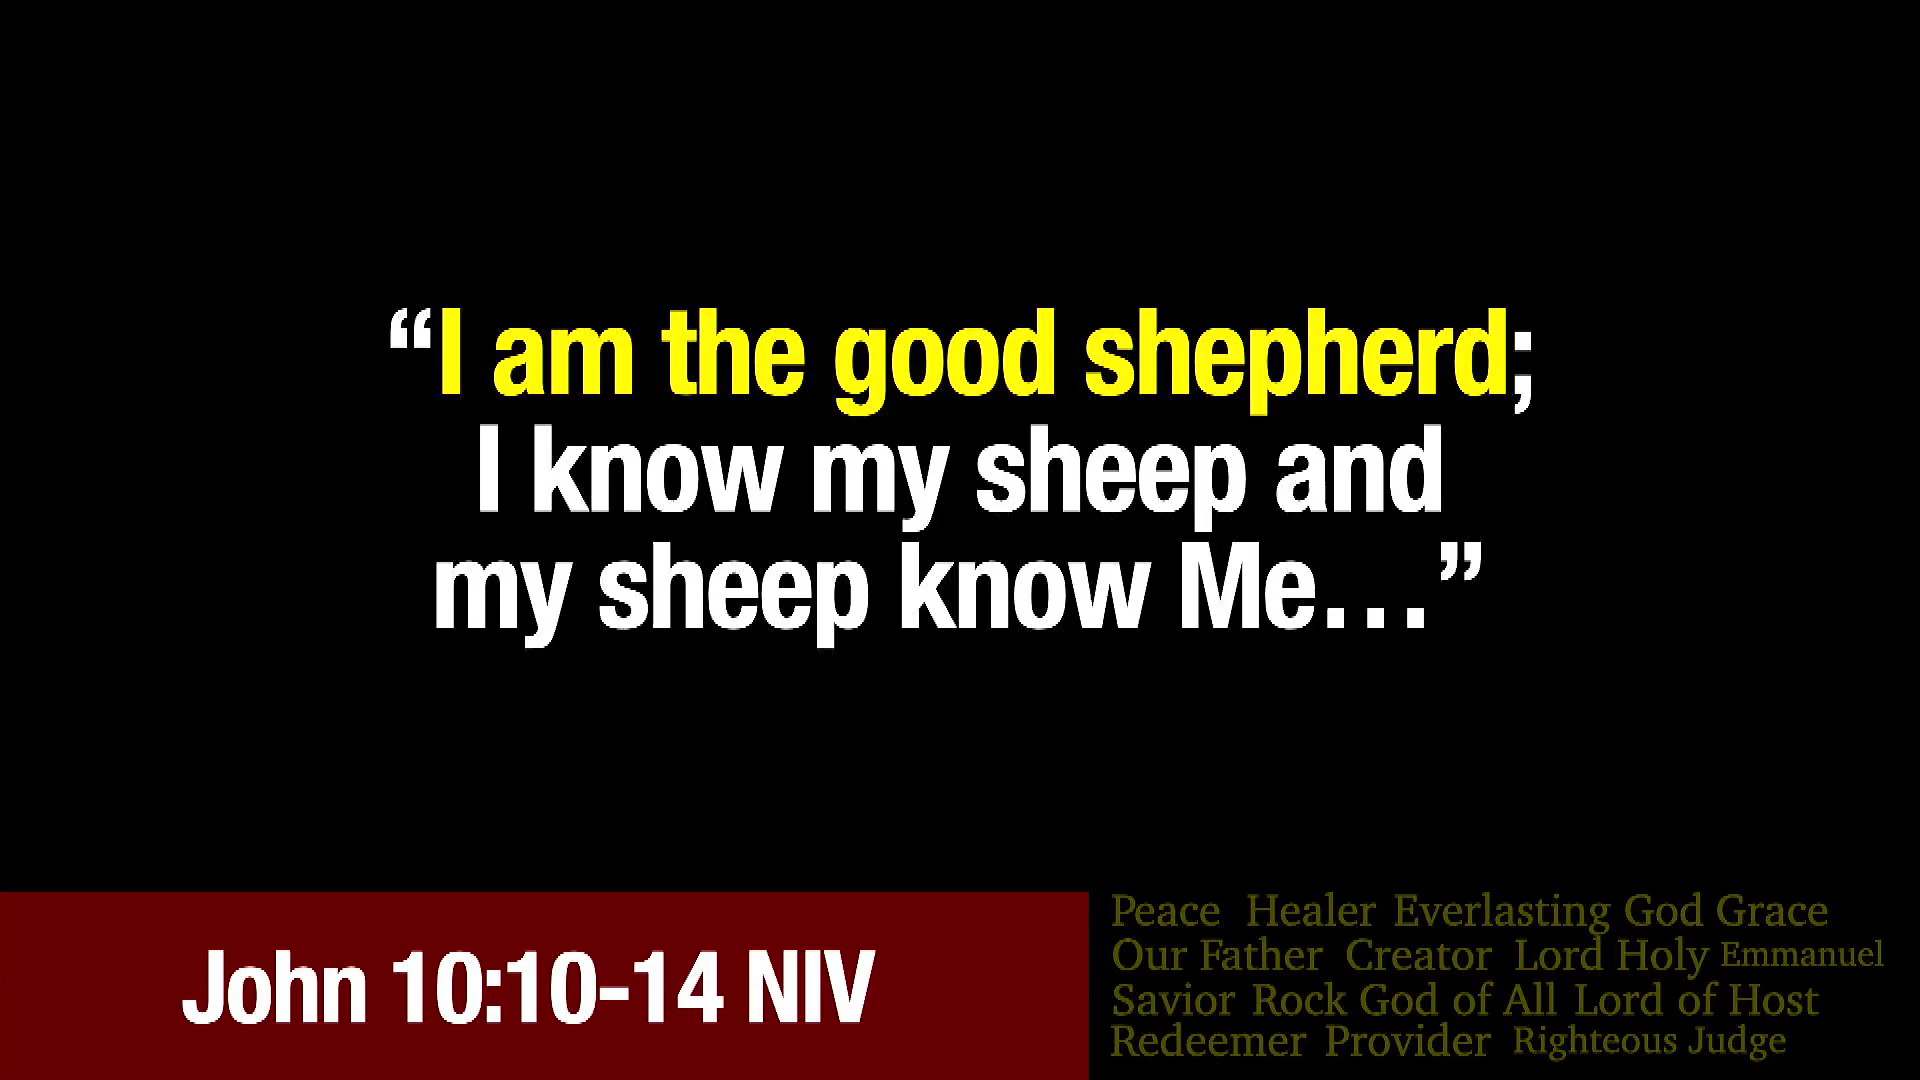 “I am the good shepherd;
I know my sheep and
my sheep know Me…”
John 10:10-14 NIV
Peace Healer Everlasting God Grace
Our Father Creator Lord Holy Emmanuel
Savior Rock God of All Lord of Host
Redeemer Provider Righteous Judge